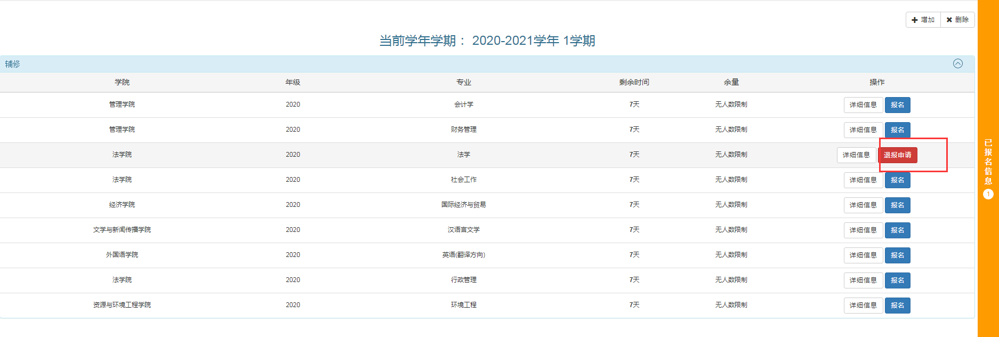 增加 删除
当前学年学期： 2020-2021学年 1学期
辅修
学院 年级 专业 剩余时间 余量 操作
管理学院 2020 会计学 7天 无人数限制 详细信息 报名
管理学院 2020 财务管理 7天 无人数限制 详细信息 报名
法学院 2020 法学 7天 无人数限制 详细信息 退报申请
法学院 2020 社会工作 7天 无人数限制 详细信息 报名
经济学院 2020 国际经济与贸易 7天 无人数限制 详细信息 报名
文学与新闻传播学院 2020 汉语言文学 7天 无人数限制 详细信息 报名
外国语学院 2020 英语(翻译方向) 7天 无人数限制 详细信息 报名
法学院 2020 行政管理 7天 无人数限制 详细信息 报名
资源与环境工程学院 2020 环境工程 7天 无人数限制 详细信息 报名
已报名信息 1